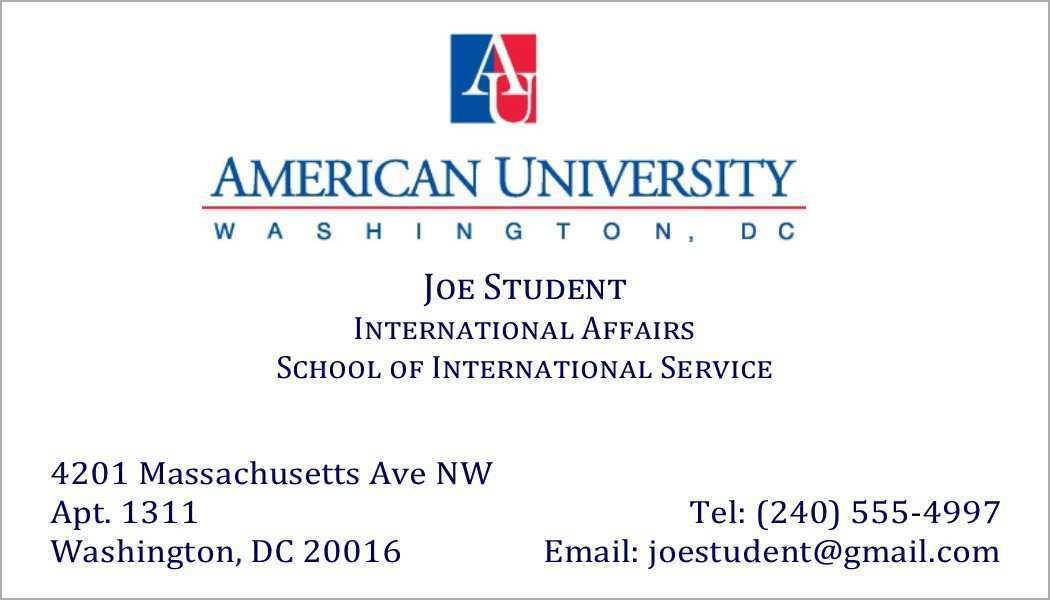 AU
AMERICAN UNIVERSITY
WASHINGTON, DC
JOE STUDENT
INTERNATIONAL AFFAIRS
SCHOOL OF INTERNATIONAL SERVICE
4201 Massachusetts Ave NW
Apt. 1311
Tel: (240) 555-4997
Washington, DC 20016
Email: joestudent@gmail.com